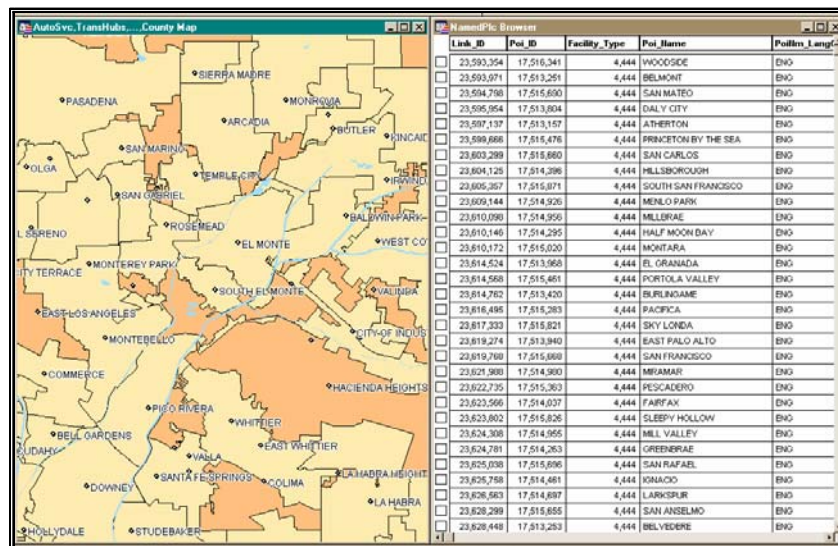 AutoSvc,TransHubs,...,County Map
SIERRA MADRE
PASADENA
MONROVIA
ARCADIA
BUTLER
KINCAID
SAN MARINO
OLGA
TEMPLE CITY
IRWIND
SAN GABRIEL
BALDWIN PARK
ROSEMEAD
L SERENO
EL MONTE
WEST CO
MONTEREY PARK
ITY TERRACE
SOUTH EL MONTE
VALINDA
EAST LOS ANGELES
CITY OF INDUS
MONTEBELLO
COMMERCE
HACIENDA HEIGHTS
PICO RIVERA
WHITTIER
BELL GARDENS
EAST WHITTIER
CUDAHY
VALLA
LA HABRA HEIGHT
SANTA FE SPRINGS
COLIMA
DOWNEY
LA HABRA
HOLLYDALE
STUDEBAKER
NamedPlc Browser
Link_ID Poi_ID Facility_Type Poi_Name PoiNm_LangC
23,593,354 17,516,341 4,444 WOODSIDE ENG
23,593,971 17,513,251 4,444 BELMONT ENG
23,594,798 17,515,690 4,444 SAN MATEO ENG
23,595,954 17,513,804 4,444 DALY CITY ENG
23,597,137 17,513,157 4,444 ATHERTON ENG
23,599,666 17,515,476 4,444 PRINCETON BY THE SEA ENG
23,603,299 17,515,660 4,444 SAN CARLOS ENG
23,604,125 17,514,396 4,444 HILLSBOROUGH ENG
23,605,357 17,515,871 4,444 SOUTH SAN FRANCISCO ENG
23,609,144 17,514,926 4,444 MENLO PARK ENG
23,610,098 17,514,956 4,444 MILLBRAE ENG
23,610,146 17,514,295 4,444 HALF MOON BAY ENG
23,610,172 17,515,020 4,444 MONTARA ENG
23,614,524 17,513,968 4,444 EL GRANADA ENG
23,614,568 17,515,461 4,444 PORTOLA VALLEY ENG
23,614,762 17,513,420 4,444 BURLINGAME ENG
23,616,495 17,515,283 4,444 PACIFICA ENG
23,617,333 17,515,821 4,444 SKY LONDA ENG
23,619,274 17,513,940 4,444 EAST PALO ALTO ENG
23,619,768 17,515,668 4,444 SAN FRANCISCO ENG
23,621,988 17,514,980 4,444 MIRAMAR ENG
23,622,735 17,515,363 4,444 PESCADERO ENG
23,623,566 17,514,037 4,444 FAIRFAX ENG
23,623,802 17,515,826 4,444 SLEEPY HOLLOW ENG
23,624,308 17,514,955 4,444 MILL VALLEY ENG
23,624,781 17,514,263 4,444 GREENBRAE ENG
23,625,038 17,515,696 4,444 SAN RAFAEL ENG
23,625,758 17,514,461 4,444 IGNACIO ENG
23,626,563 17,514,697 4,444 LARKSPUR ENG
23,628,299 17,515,655 4,444 SAN ANSELMO ENG
23,628,448 17,513,253 4,444 BELVEDERE ENG